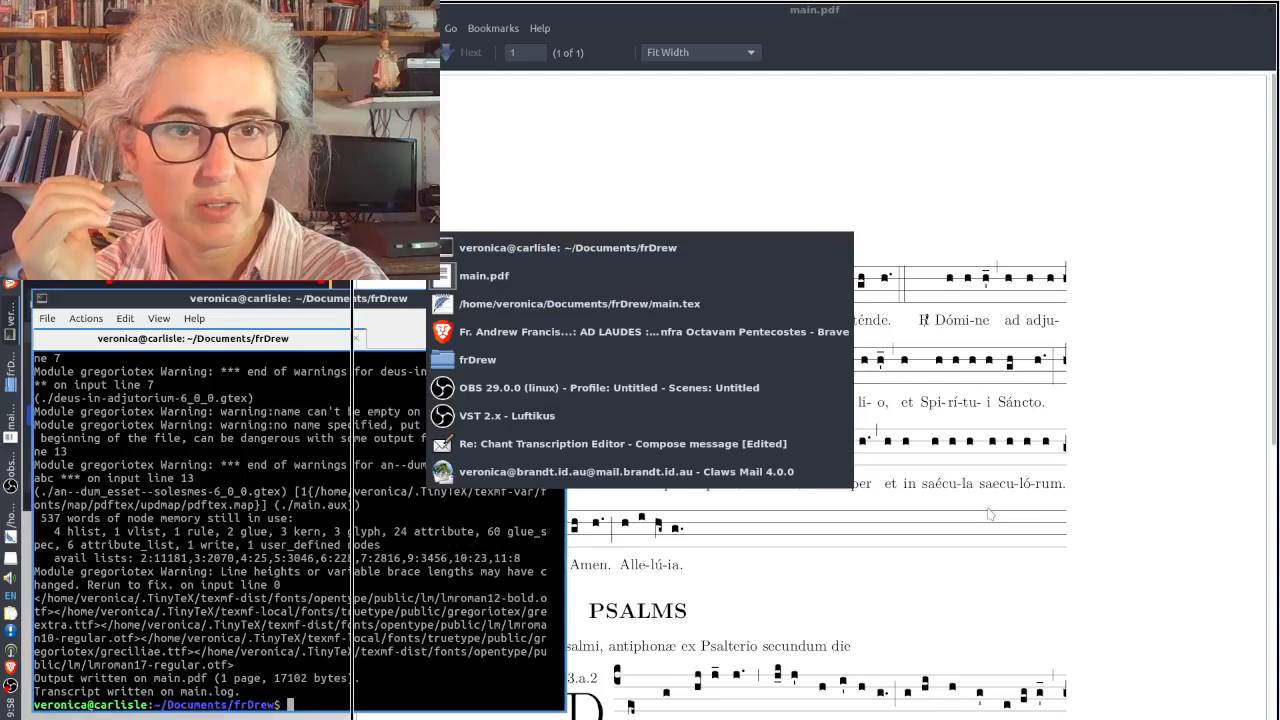 main.pdf
Go Bookmarks Help
Next 1 (1 of 1) Fit Width
veronica@carlisle: ~/Documents/frDrew
main.pdf
/home/veronica/Documents/frDrew/main.tex
Fr. Andrew Francis...: AD LAUDES :...nfra Octavam Pentecostes - Brave
frDrew
OBS 29.0.0 (linux) - Profile: Untitled - Scenes: Untitled
VST 2.x - Luftikus
Re: Chant Transcription Editor - Compose message [Edited]
veronica@brandt.id.au@mail.brandt.id.au - Claws Mail 4.0.0
ténde. ℟ Dómi-ne ad adju-
li- o, et Spi-rí-tu- i Sáncto.
per et in saécu-la saecu-ló-rum.
Amen. Alle-lú-ia.
PSALMS
salmi, antiphonæ ex Psalterio secundum die
3.a.2
D
veronica@carlisle: ~/Documents/frDrew
File Actions Edit View Help
veronica@carlisle: ~/Documents/frDrew
ne 7
Module gregoriotex Warning: *** end of warnings for deus-in
** on input line 7
(./deus-in-adjutorium-6_0_0.gtex)
Module gregoriotex Warning: warning:name can't be empty on
Module gregoriotex Warning: warning:no name specified, put
beginning of the file, can be dangerous with some output f
ne 13
Module gregoriotex Warning: *** end of warnings for an--dum
abc *** on input line 13
(./an--dum_esset--solesmes-6_0_0.gtex) [1{/home/veronica/.TinyTeX/texmf-var/f
onts/map/pdftex/updmap/pdftex.map}] (./main.aux)
537 words of node memory still in use:
4 hlist, 1 vlist, 1 rule, 2 glue, 3 kern, 3 glyph, 24 attribute, 60 glue_s
pec, 6 attribute_list, 1 write, 1 user_defined nodes
avail lists: 2:11181,3:2070,4:25,5:3046,6:228,7:2816,9:3456,10:23,11:8
Module gregoriotex Warning: Line heights or variable brace lengths may have c
hanged. Rerun to fix. on input line 0
</home/veronica/.TinyTeX/texmf-dist/fonts/opentype/public/lm/lmroman12-bold.o
tf></home/veronica/.TinyTeX/texmf-local/fonts/truetype/public/gregoriotex/gre
extra.ttf></home/veronica/.TinyTeX/texmf-dist/fonts/opentype/public/lm/lmroma
n10-regular.otf></home/veronica/.TinyTeX/texmf-local/fonts/truetype/public/gr
egoriotex/greciliae.ttf></home/veronica/.TinyTeX/texmf-dist/fonts/opentype/pu
blic/lm/lmroman17-regular.otf>
Output written on main.pdf (1 page, 17102 bytes).
Transcript written on main.log.
veronica@carlisle:~/Documents/frDrew$
EN
9:58